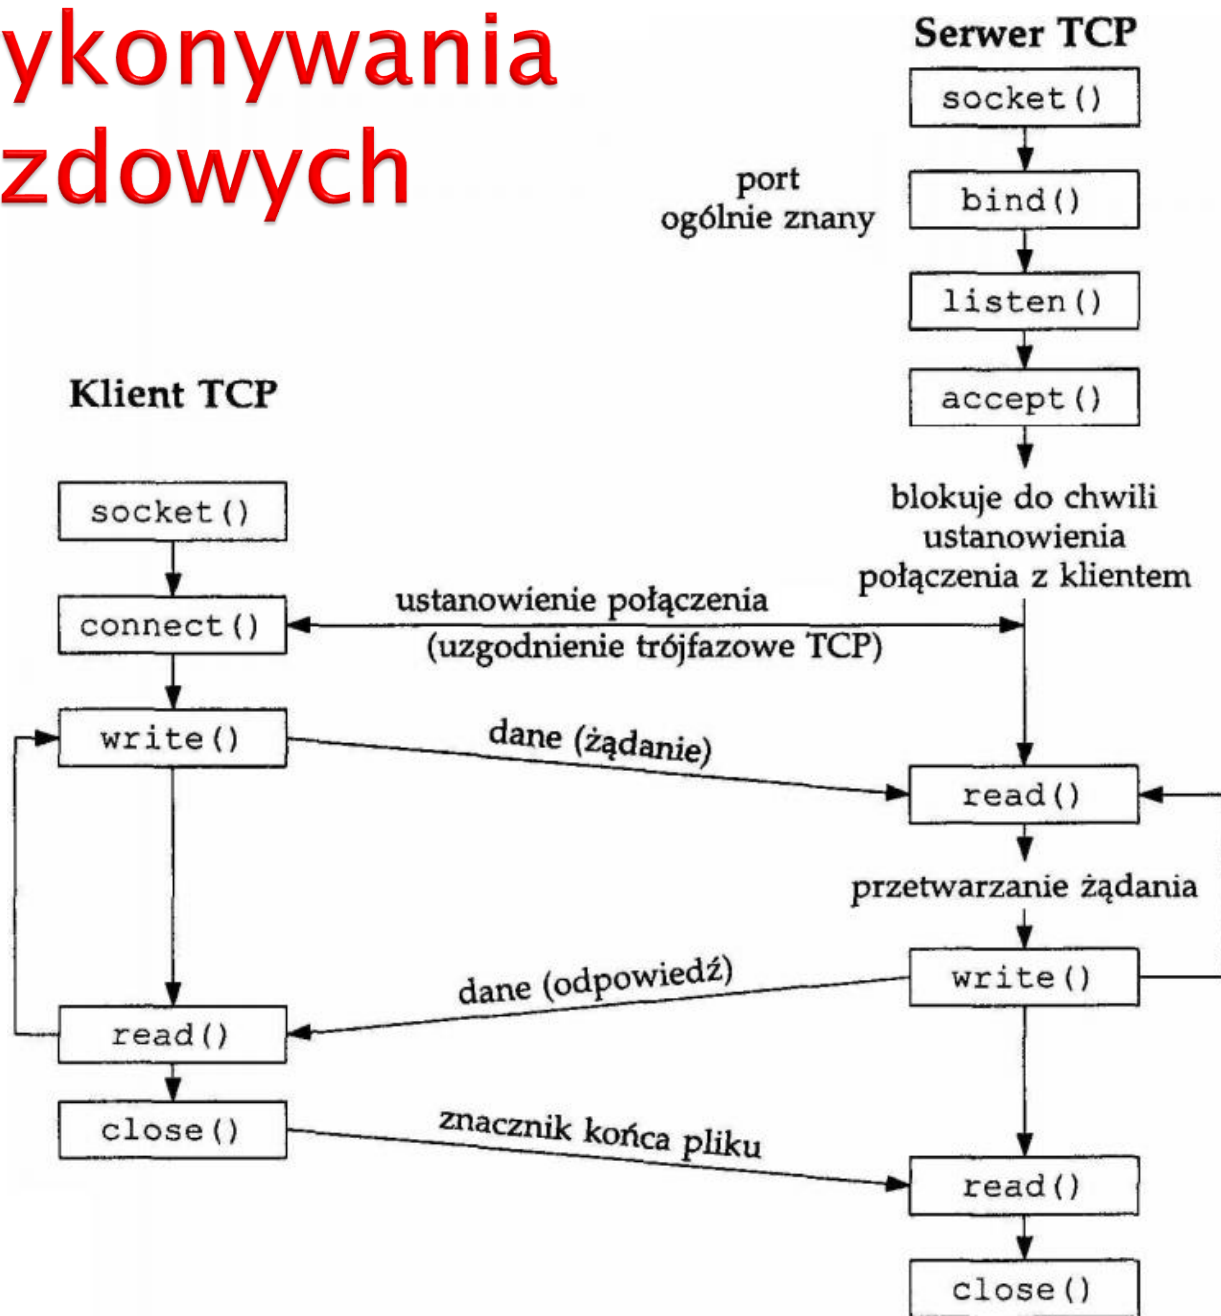 ykonywania
zdowych
Serwer TCP
socket()
port
ogólnie znany
bind()
listen()
accept()
blokuje do chwili
ustanowienia
połączenia z klientem
Klient TCP
socket()
connect()
ustanowienie połączenia
(uzgodnienie trójfazowe TCP)
write()
dane (żądanie)
read()
przetwarzanie żądania
write()
dane (odpowiedź)
read()
close()
znacznik końca pliku
read()
close()